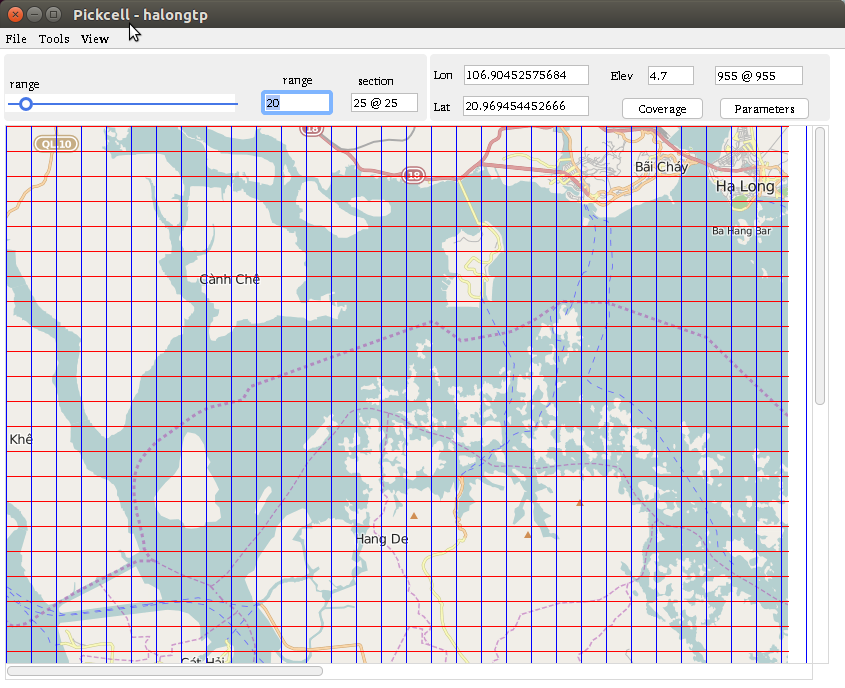 Pickcell - halongtp
File Tools View
range
range
section
20
25 @ 25
Lon 106.90452575684 Elev 4.7 955 @ 955
Lat 20.969454452666 Coverage Parameters
QL.10
18
18
Bãi Cháy
Hạ Long
Ba Hang Bar
Cành Chẽ
Khê
Hang De
Cát Hải